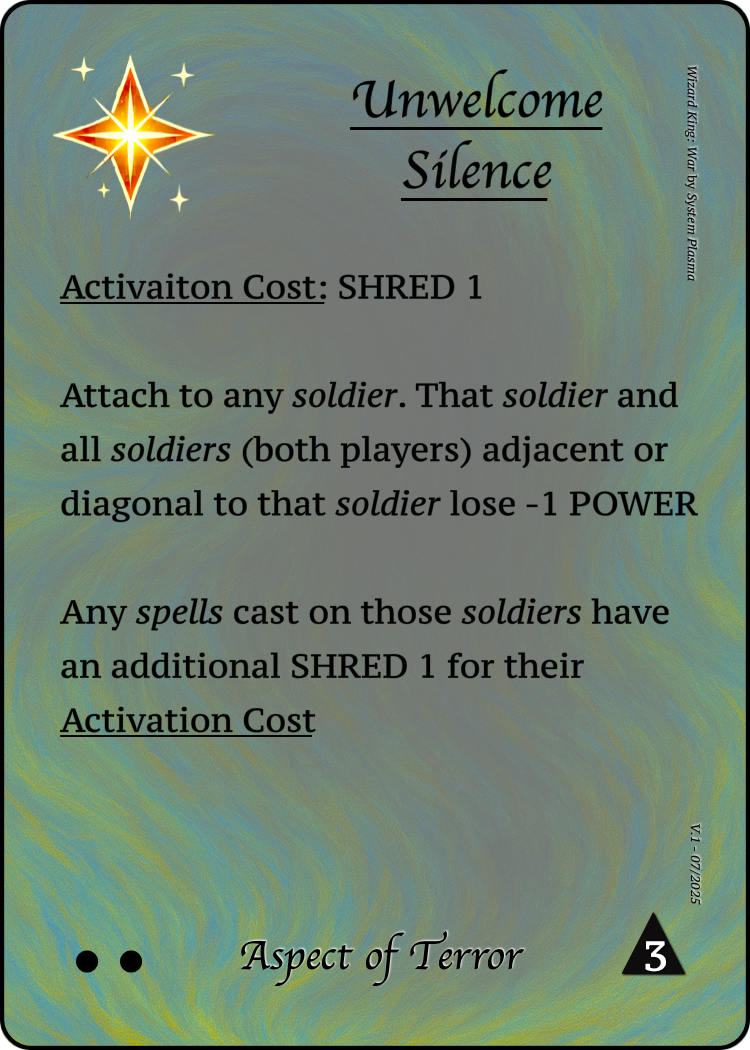 Unwelcome
Silence
Wizard King: War by System Plasma
Activaiton Cost: SHRED 1
Attach to any soldier. That soldier and
all soldiers (both players) adjacent or
diagonal to that soldier lose -1 POWER
Any spells cast on those soldiers have
an additional SHRED 1 for their
Activation Cost
V.1 - 07/2025
Aspect of Terror
3